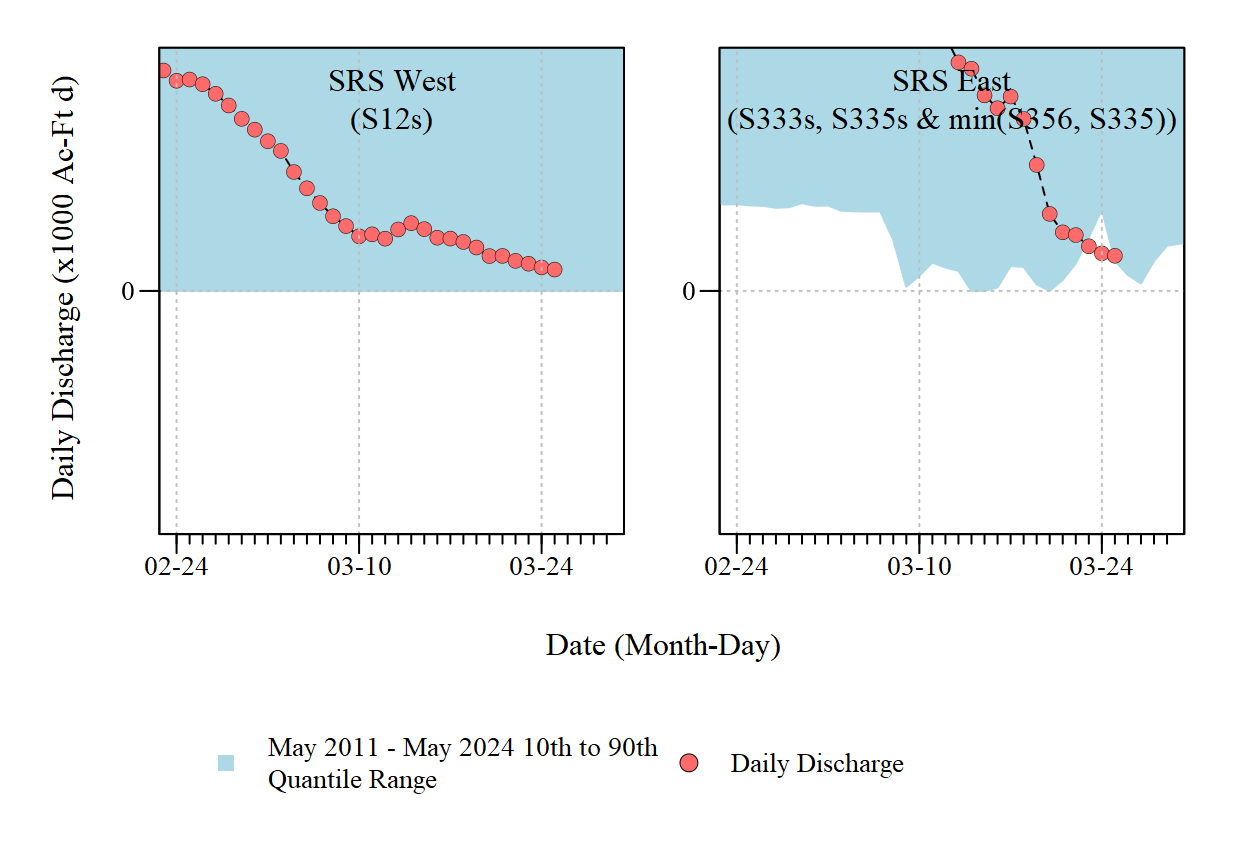 Daily Discharge (x1000 Ac-Ft d)
SRS West
(S12s)
0
02-24
03-10
03-24
SRS East
(S333s, S335s & min(S356, S335))
0
02-24
03-10
03-24
Date (Month-Day)
May 2011 - May 2024 10th to 90th
Quantile Range
Daily Discharge